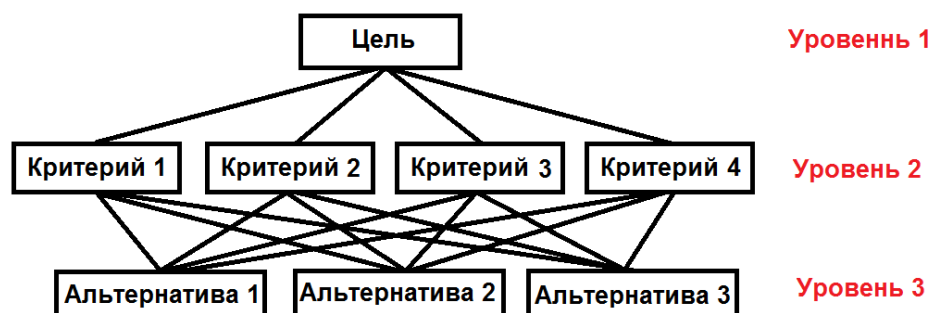 Цель Уровеннь 1
Критерий 1 Критерий 2 Критерий 3 Критерий 4 Уровень 2
Альтернатива 1 Альтернатива 2 Альтернатива 3 Уровень 3